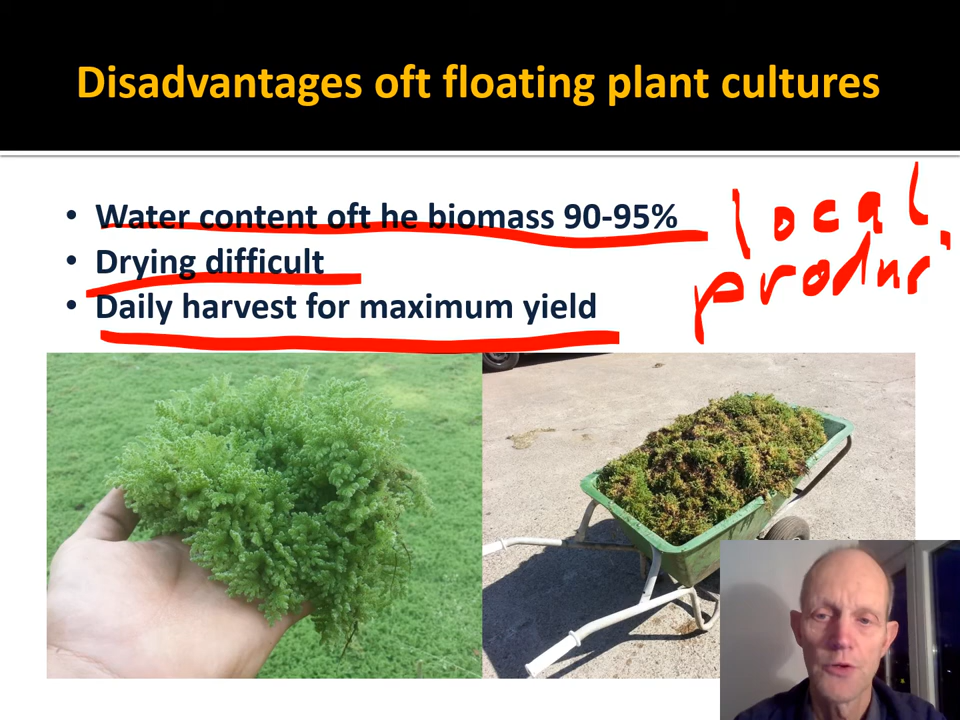 Disadvantages oft floating plant cultures
• Water content oft he biomass 90-95%
• Drying difficult
• Daily harvest for maximum yield
local
produc